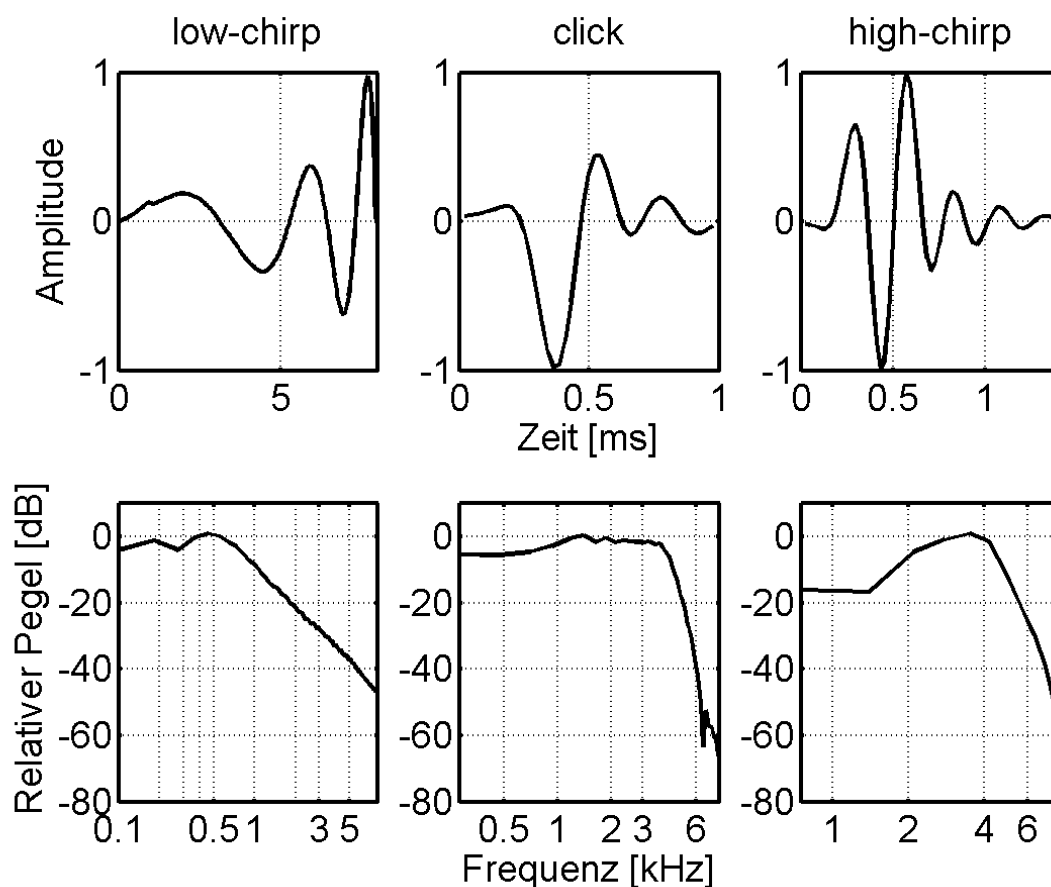 low-chirp click high-chirp
Amplitude
1 1 1
0 0 0
-1 -1 -1
0 5 0 0.5 1 0 0.5 1
Zeit [ms]
Relativer Pegel [dB]
0 0 0
-20 -20 -20
-40 -40 -40
-60 -60 -60
-80 -80 -80
0.1 0.5 1 3 5 0.5 1 2 3 6 1 2 4 6
Frequenz [kHz]